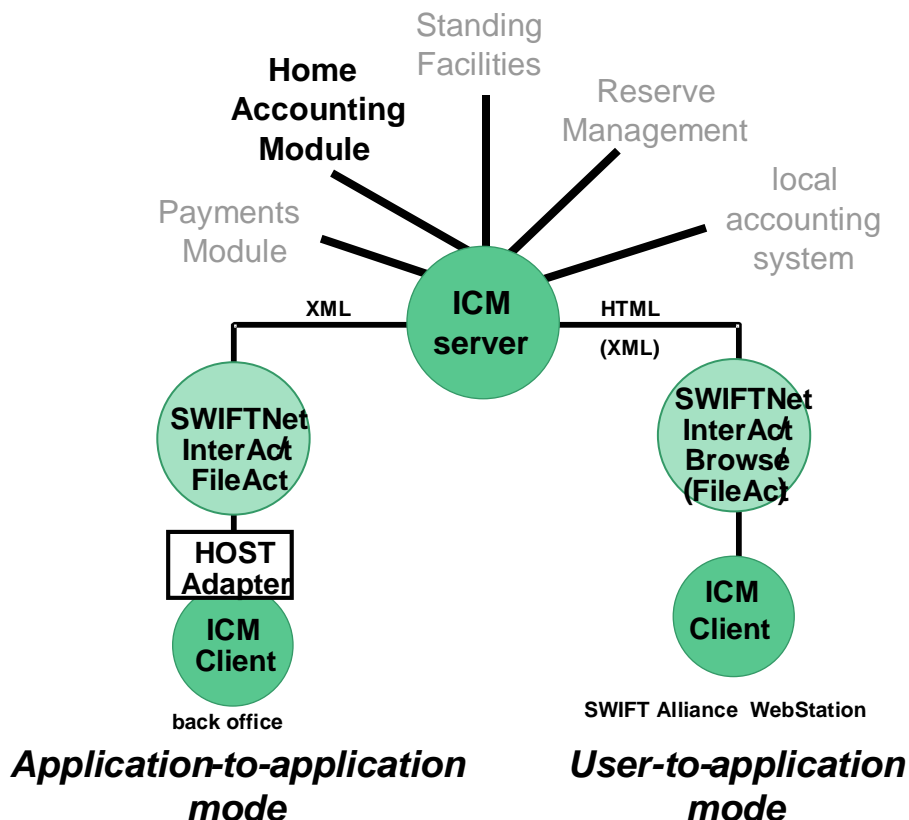 Standing
Facilities
Home
Accounting
Module
Reserve
Management
local
accounting
system
Payments
Module
ICM
server
XML
HTML
(XML)
SWIFTNet
InterAct/
FileAct
SWIFTNet
InterAct/
Browse/
(FileAct)
HOST
Adapter
ICM
Client
ICM
Client
back office
SWIFT Alliance WebStation
Application-to-application
mode
User-to-application
mode